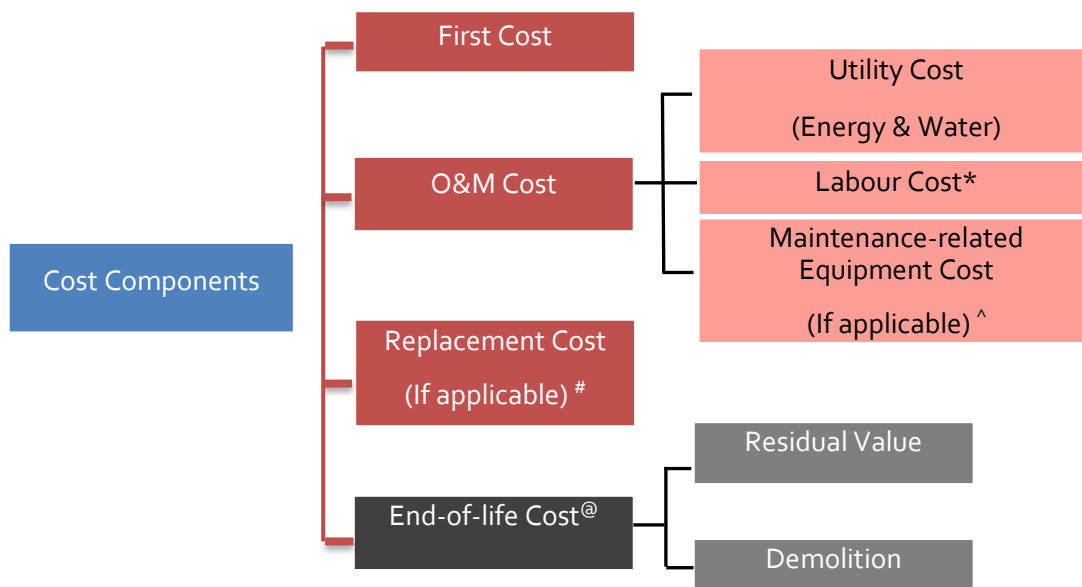 Cost Components
First Cost
O&M Cost
Utility Cost
(Energy & Water)
Labour Cost*
Maintenance-related
Equipment Cost
(If applicable) ^
Replacement Cost
(If applicable) #
End-of-life Cost@
Residual Value
Demolition